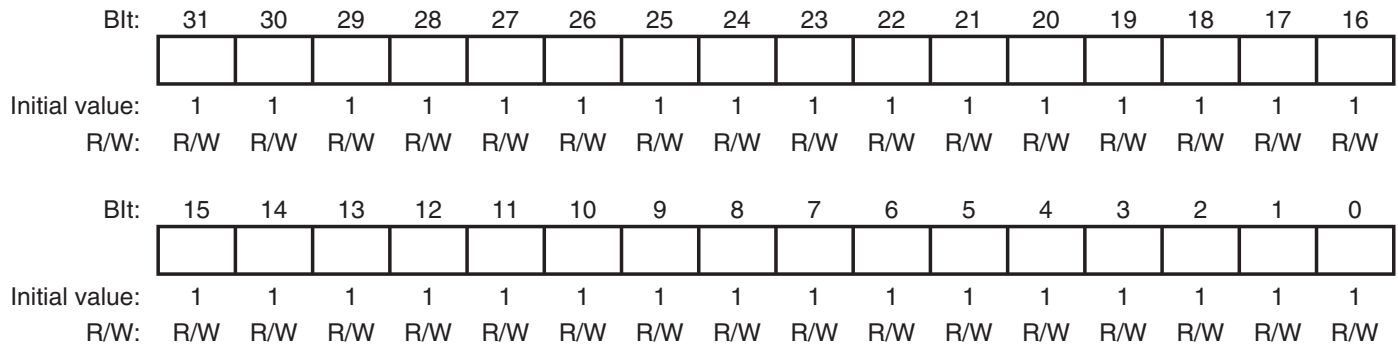 BIt: 31 30 29 28 27 26 25 24 23 22 21 20 19 18 17 16
Initial value: 1 1 1 1 1 1 1 1 1 1 1 1 1 1 1 1
R/W: R/W R/W R/W R/W R/W R/W R/W R/W R/W R/W R/W R/W R/W R/W R/W R/W
BIt: 15 14 13 12 11 10 9 8 7 6 5 4 3 2 1 0
Initial value: 1 1 1 1 1 1 1 1 1 1 1 1 1 1 1 1
R/W: R/W R/W R/W R/W R/W R/W R/W R/W R/W R/W R/W R/W R/W R/W R/W R/W